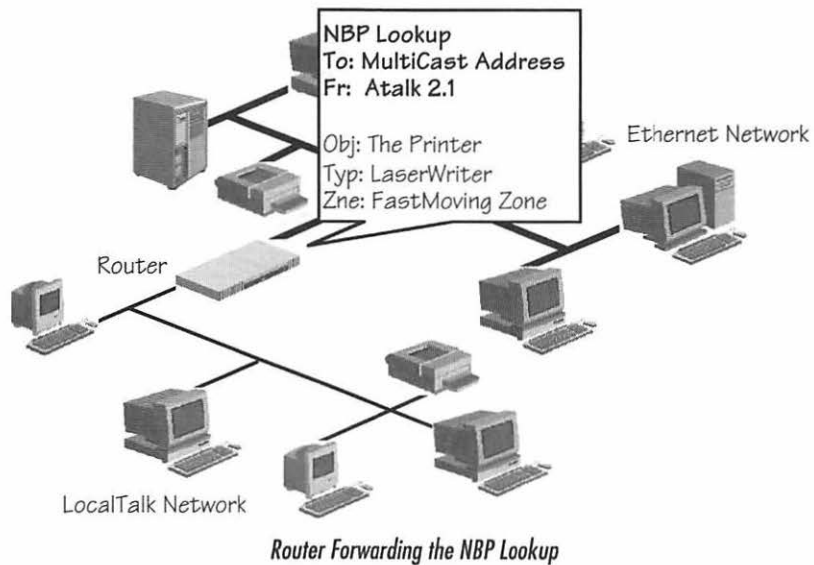 NBP Lookup
To: MultiCast Address
Fr: Atalk 2.1
Obj: The Printer
Typ: LaserWriter
Zne: FastMoving Zone
Ethernet Network
Router
LocalTalk Network
Router Forwarding the NBP Lookup